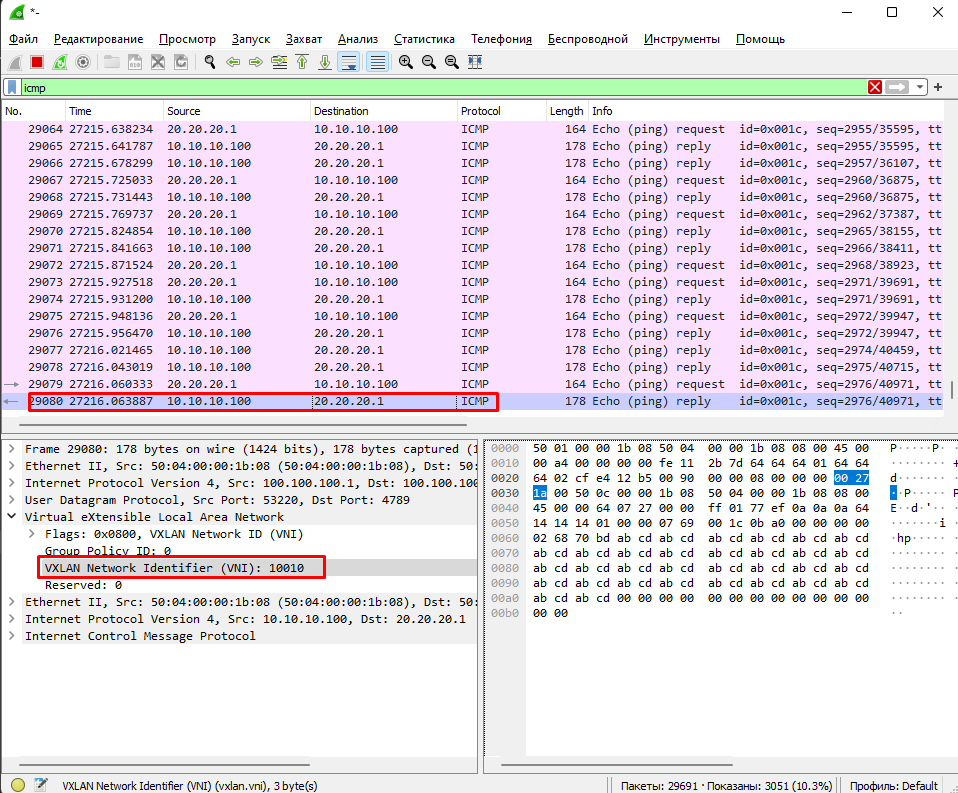 *-
Файл Редактирование Просмотр Запуск Захват Анализ Статистика Телефония Беспроводной Инструменты Помощь
icmp
No. Time Source Destination Protocol Length Info
29064 27215.638234 20.20.20.1 10.10.10.100 ICMP 164 Echo (ping) request id=0x001c, seq=2955/35595, tt
29065 27215.641787 10.10.10.100 20.20.20.1 ICMP 178 Echo (ping) reply id=0x001c, seq=2955/35595, tt
29066 27215.678299 10.10.10.100 20.20.20.1 ICMP 178 Echo (ping) reply id=0x001c, seq=2957/36107, tt
29067 27215.725033 20.20.20.1 10.10.10.100 ICMP 164 Echo (ping) request id=0x001c, seq=2960/36875, tt
29068 27215.731443 10.10.10.100 20.20.20.1 ICMP 178 Echo (ping) reply id=0x001c, seq=2960/36875, tt
29069 27215.769737 20.20.20.1 10.10.10.100 ICMP 164 Echo (ping) request id=0x001c, seq=2962/37387, tt
29070 27215.824854 10.10.10.100 20.20.20.1 ICMP 178 Echo (ping) reply id=0x001c, seq=2965/38155, tt
29071 27215.841663 10.10.10.100 20.20.20.1 ICMP 178 Echo (ping) reply id=0x001c, seq=2966/38411, tt
29072 27215.871524 20.20.20.1 10.10.10.100 ICMP 164 Echo (ping) request id=0x001c, seq=2968/38923, tt
29073 27215.927518 20.20.20.1 10.10.10.100 ICMP 164 Echo (ping) request id=0x001c, seq=2971/39691, tt
29074 27215.931200 10.10.10.100 20.20.20.1 ICMP 178 Echo (ping) reply id=0x001c, seq=2971/39691, tt
29075 27215.948136 20.20.20.1 10.10.10.100 ICMP 164 Echo (ping) request id=0x001c, seq=2972/39947, tt
29076 27215.956470 10.10.10.100 20.20.20.1 ICMP 178 Echo (ping) reply id=0x001c, seq=2972/39947, tt
29077 27216.021465 10.10.10.100 20.20.20.1 ICMP 178 Echo (ping) reply id=0x001c, seq=2974/40459, tt
29078 27216.043019 10.10.10.100 20.20.20.1 ICMP 178 Echo (ping) reply id=0x001c, seq=2975/40715, tt
29079 27216.060333 20.20.20.1 10.10.10.100 ICMP 164 Echo (ping) request id=0x001c, seq=2976/40971, tt
29080 27216.063887 10.10.10.100 20.20.20.1 ICMP 178 Echo (ping) reply id=0x001c, seq=2976/40971, tt
Frame 29080: 178 bytes on wire (1424 bits), 178 bytes captured (1
Ethernet II, Src: 50:04:00:00:1b:08 (50:04:00:00:1b:08), Dst: 50:
Internet Protocol Version 4, Src: 100.100.100.1, Dst: 100.100.100
User Datagram Protocol, Src Port: 53220, Dst Port: 4789
Virtual eXtensible Local Area Network
Flags: 0x0800, VXLAN Network ID (VNI)
Group Policy ID: 0
VXLAN Network Identifier (VNI): 10010
Reserved: 0
Ethernet II, Src: 50:04:00:00:1b:08 (50:04:00:00:1b:08), Dst: 50:
Internet Protocol Version 4, Src: 10.10.10.100, Dst: 20.20.20.1
Internet Control Message Protocol
0000 50 01 00 00 1b 08 50 04 00 00 1b 08 08 00 45 00 P·····P·
0010 00 a4 00 00 00 00 fe 11 2b 7d 64 64 64 01 64 64 ········ +
0020 64 02 cf e4 12 b5 00 90 00 00 08 00 00 00 00 27 d·······
0030 1a 00 50 0c 00 00 1b 08 50 04 00 00 1b 08 08 00 ··P····· P
0040 45 00 00 64 07 27 00 00 ff 01 77 ef 0a 0a 0a 64 E··d·'··
0050 14 14 14 01 00 00 07 69 00 1c 0b a0 00 00 00 00 ·······i
0060 02 68 70 bd ab cd ab cd ab cd ab cd ab cd ab cd ·hp·····
0070 ab cd ab cd ab cd ab cd ab cd ab cd ab cd ab cd ········
0080 ab cd ab cd ab cd ab cd ab cd ab cd ab cd ab cd ········
0090 ab cd ab cd ab cd ab cd ab cd ab cd ab cd ab cd ········
00a0 ab cd ab cd 00 00 00 00 00 00 00 00 00 00 00 00 ········
00b0 00 00 ··
VXLAN Network Identifier (VNI) (vxlan.vni), 3 byte(s) Пакеты: 29691 · Показаны: 3051 (10.3%) Профиль: Default